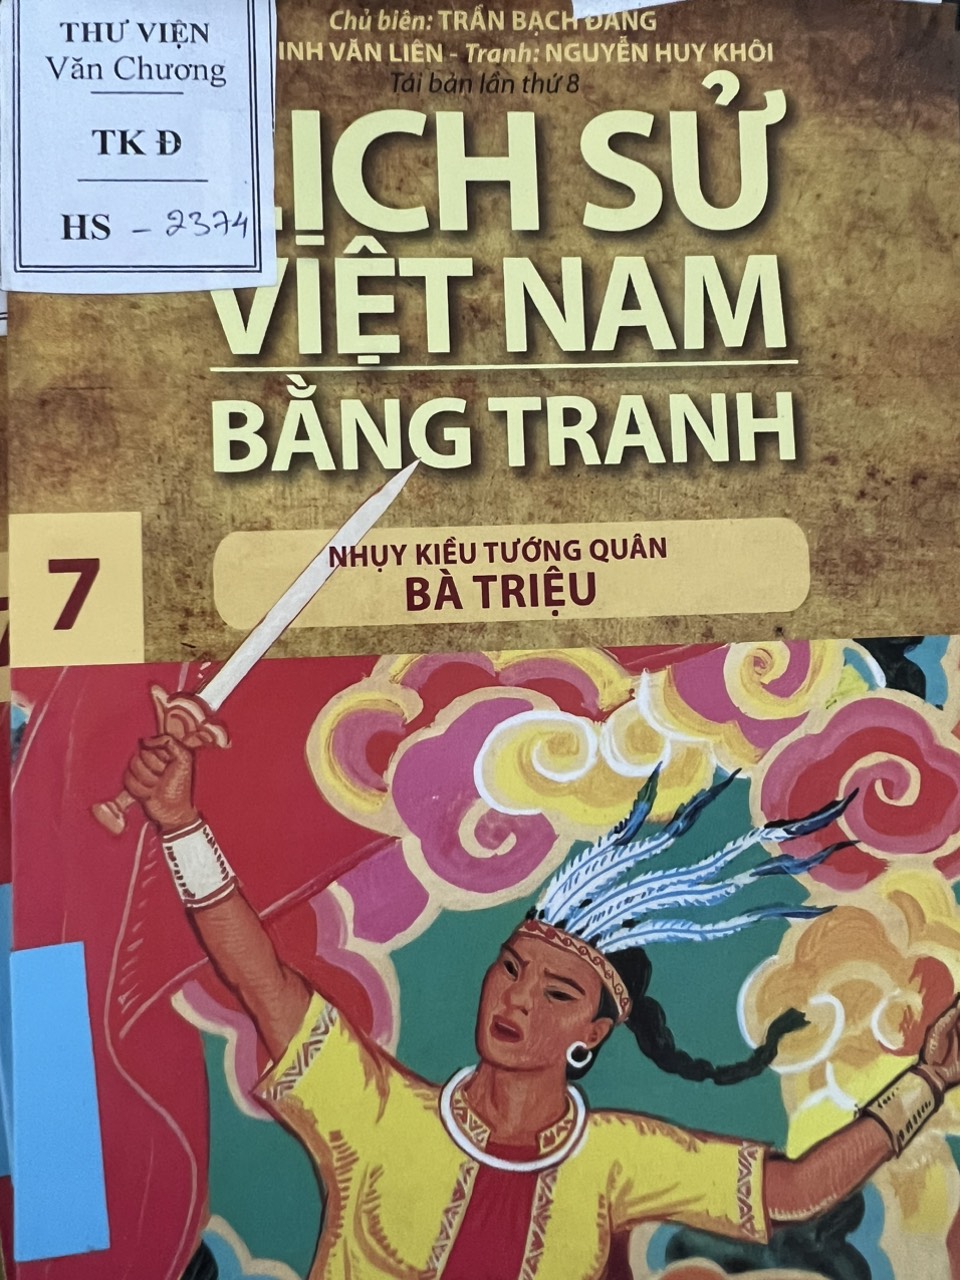 THƯ VIỆN
Văn Chương
TK Đ
HS - 2374
Chủ biên: TRẦN BẠCH ĐẰNG
VĂN LIÊN - Tranh: NGUYỄN HUY KHÔI
Tái bản lần thứ 8
LỊCH SỬ
VIỆT NAM
BẰNG TRANH
7
NHỤY KIỀU TƯỚNG QUÂN
BÀ TRIỆU